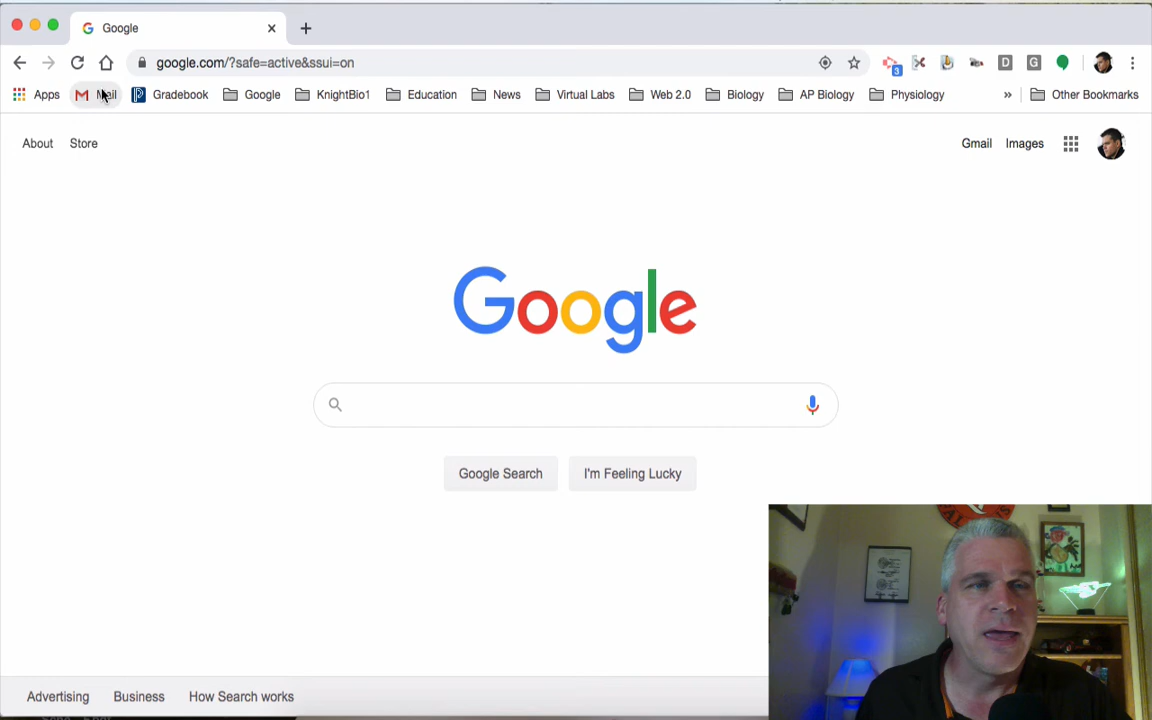 Google
google.com/?safe=active&ssui=on
3
D
G
Apps
Mail
Gradebook
Google
KnightBio1
Education
News
Virtual Labs
Web 2.0
Biology
AP Biology
Physiology
»
Other Bookmarks
About
Store
Gmail
Images
Google
Google Search
I'm Feeling Lucky
Advertising
Business
How Search works